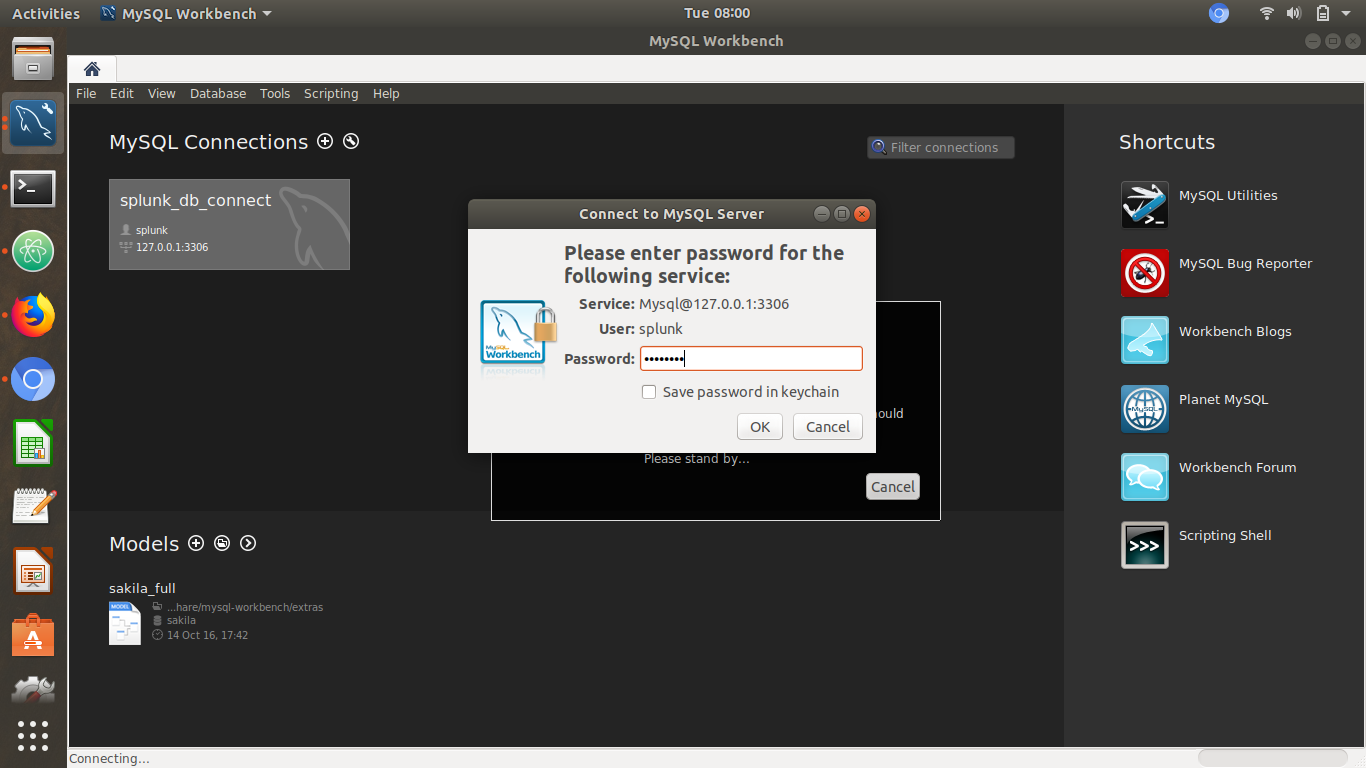 Activities
MySQL Workbench
Tue 08:00
MySQL Workbench
File Edit View Database Tools Scripting Help
MySQL Connections
Filter connections
splunk_db_connect
splunk
127.0.0.1:3306
Connect to MySQL Server
Please enter password for the
following service:
Service: Mysql@127.0.0.1:3306
User: splunk
Password: ••••••••
Save password in keychain
OK Cancel
MySQL
Workbench
Please stand by...
Cancel
Shortcuts
MySQL Utilities
MySQL Bug Reporter
Workbench Blogs
Planet MySQL
MySQL
Workbench Forum
Scripting Shell
>>>
Models
sakila_full
MODEL
...hare/mysql-workbench/extras
sakila
14 Oct 16, 17:42
Connecting...